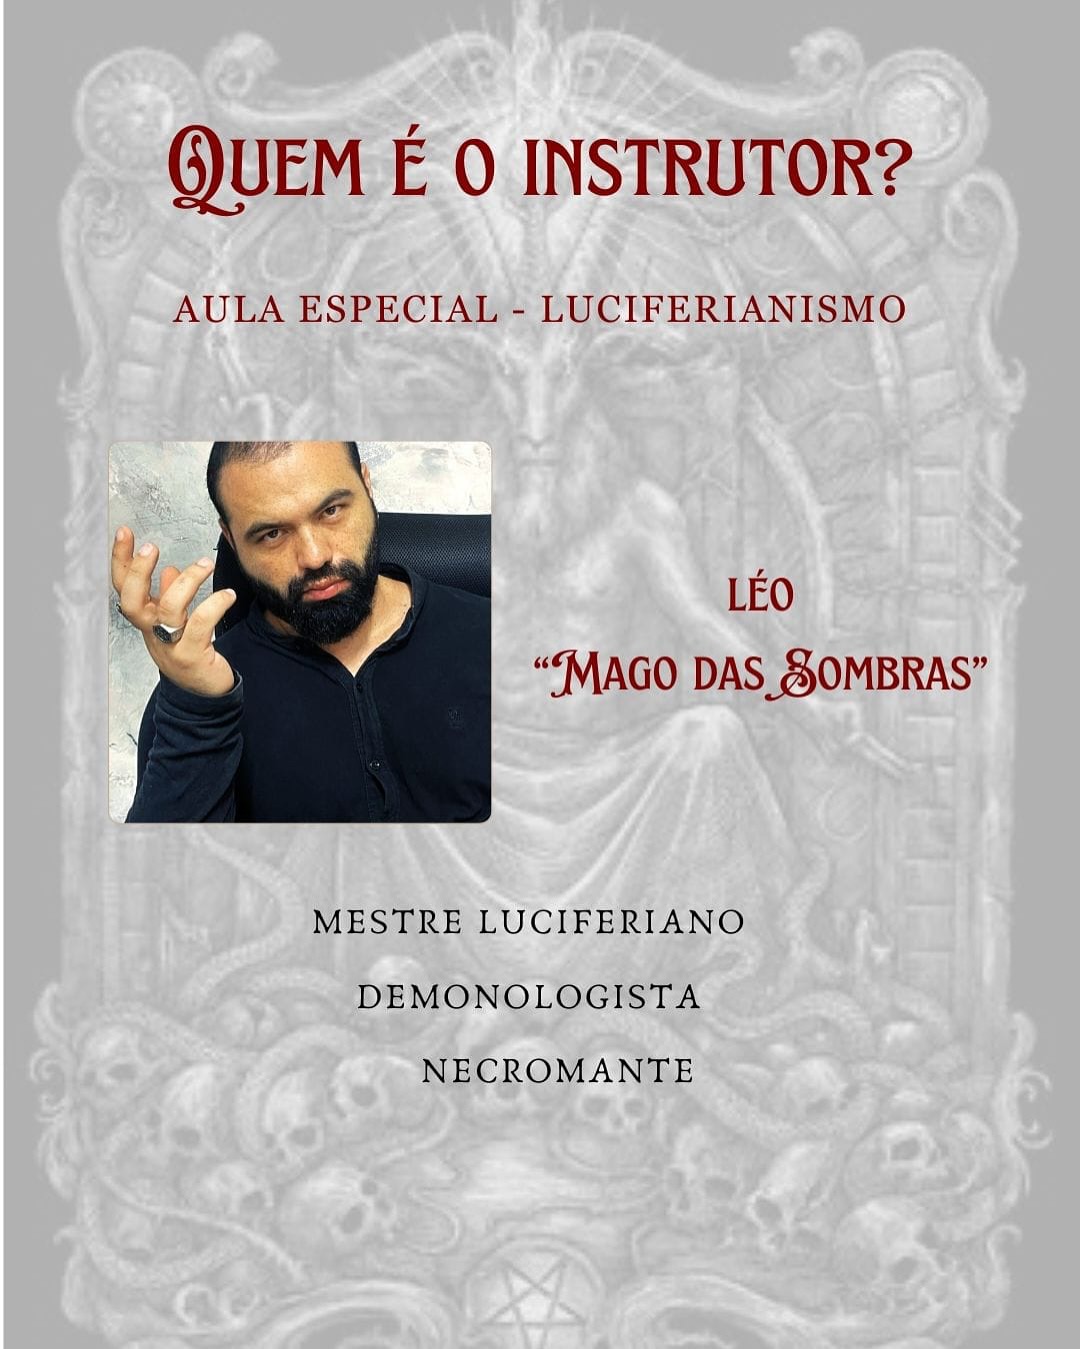 Quem é o instrutor?
AULA ESPECIAL - LUCIFERIANISMO
LÉO
“Mago das Sombras”
MESTRE LUCIFERIANO
DEMONOLOGISTA
NECROMANTE